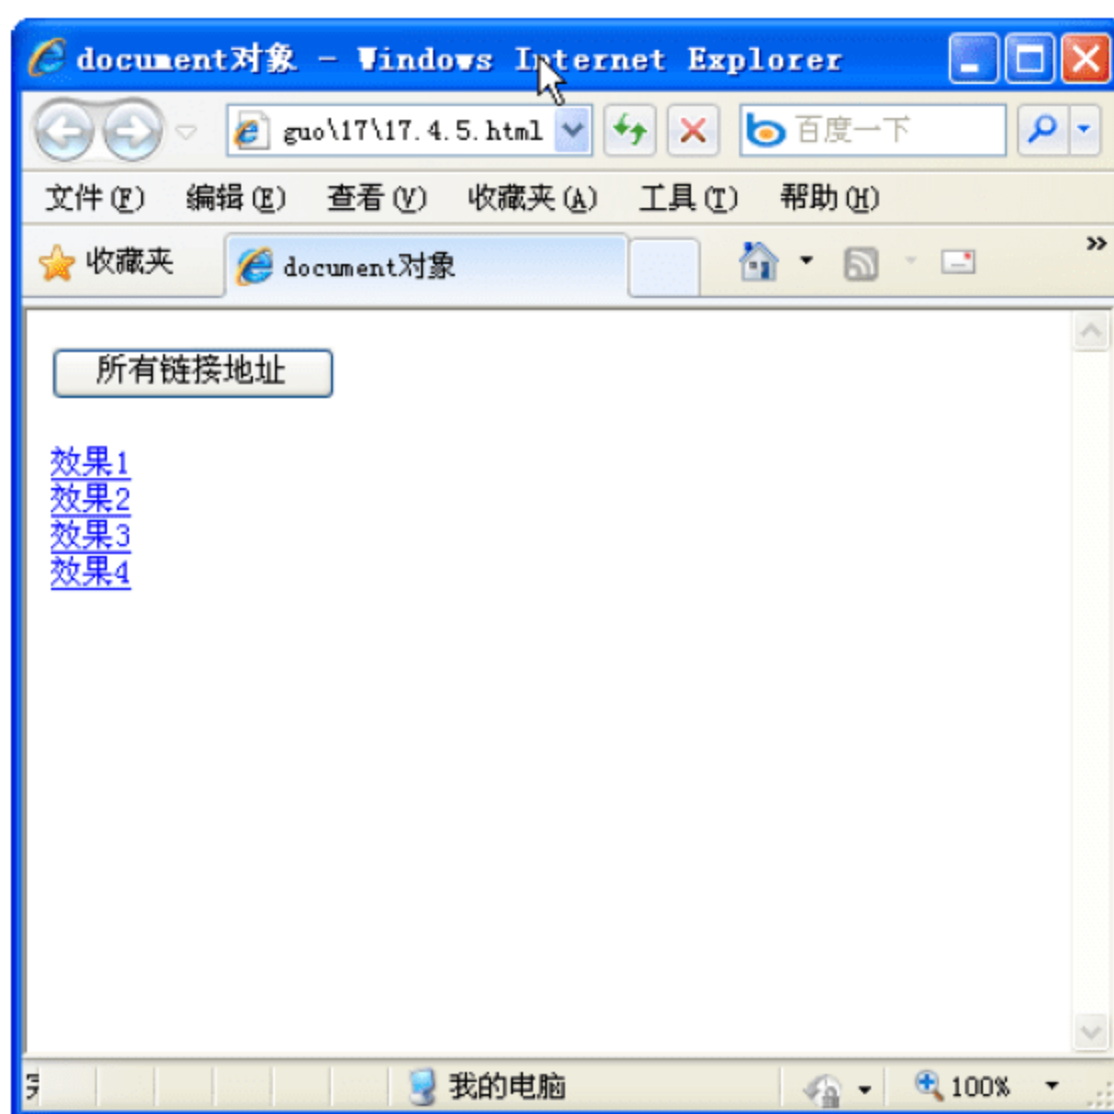 document对象 - Windows Internet Explorer
guo\17\17.4.5.html
百度一下
文件(F) 编辑(E) 查看(V) 收藏夹(A) 工具(T) 帮助(H)
收藏夹 document对象 »
所有链接地址
效果1
效果2
效果3
效果4
我的电脑 100%